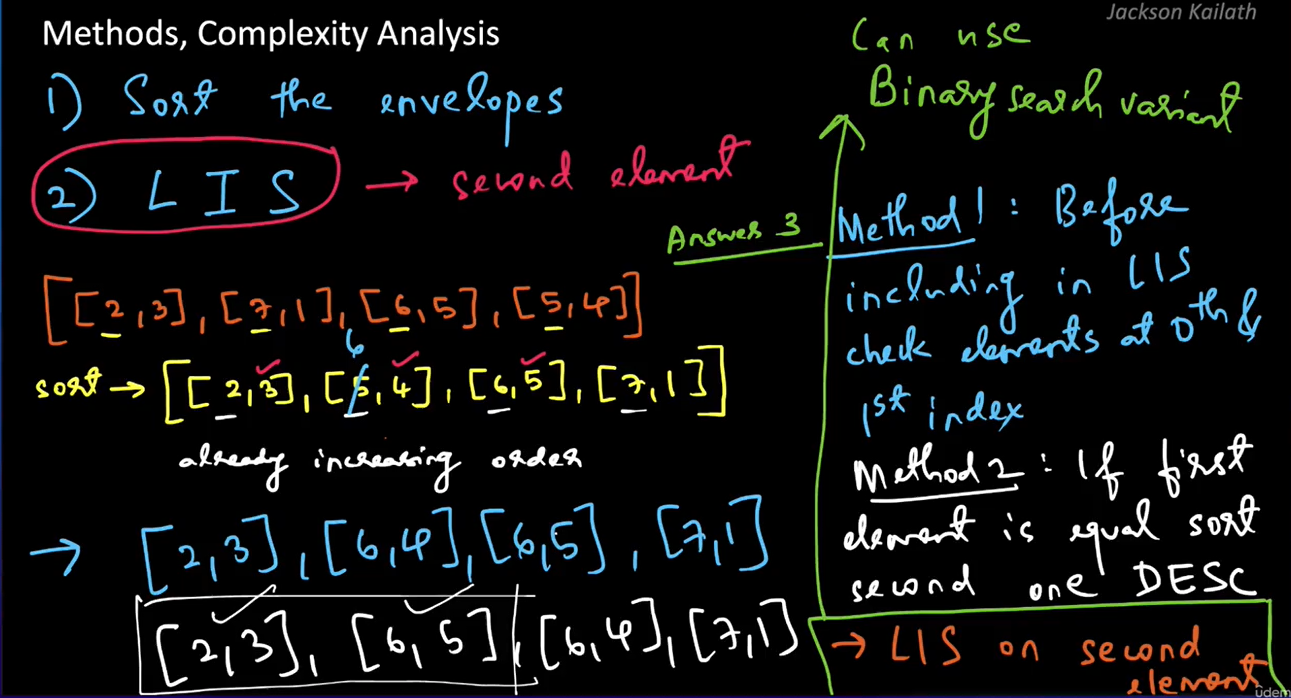 Jackson Kailath
Methods, Complexity Analysis
1) Sort the envelopes
2) LIS → second element
Answer 3
[[2,3], [7,1], [6,5], [5,4]]
6
sort → [[2,3], [5,4], [6,5], [7,1]]
already increasing order
→ [2,3], [6,4], [6,5], [7,1]
[2,3], [6,5], [6,4], [7,1]
Can use
Binary search variant
Method 1: Before
including in LIS
check elements at 0th &
1st index
Method 2: If first
element is equal sort
second one DESC
→ LIS on second
element
ûdem